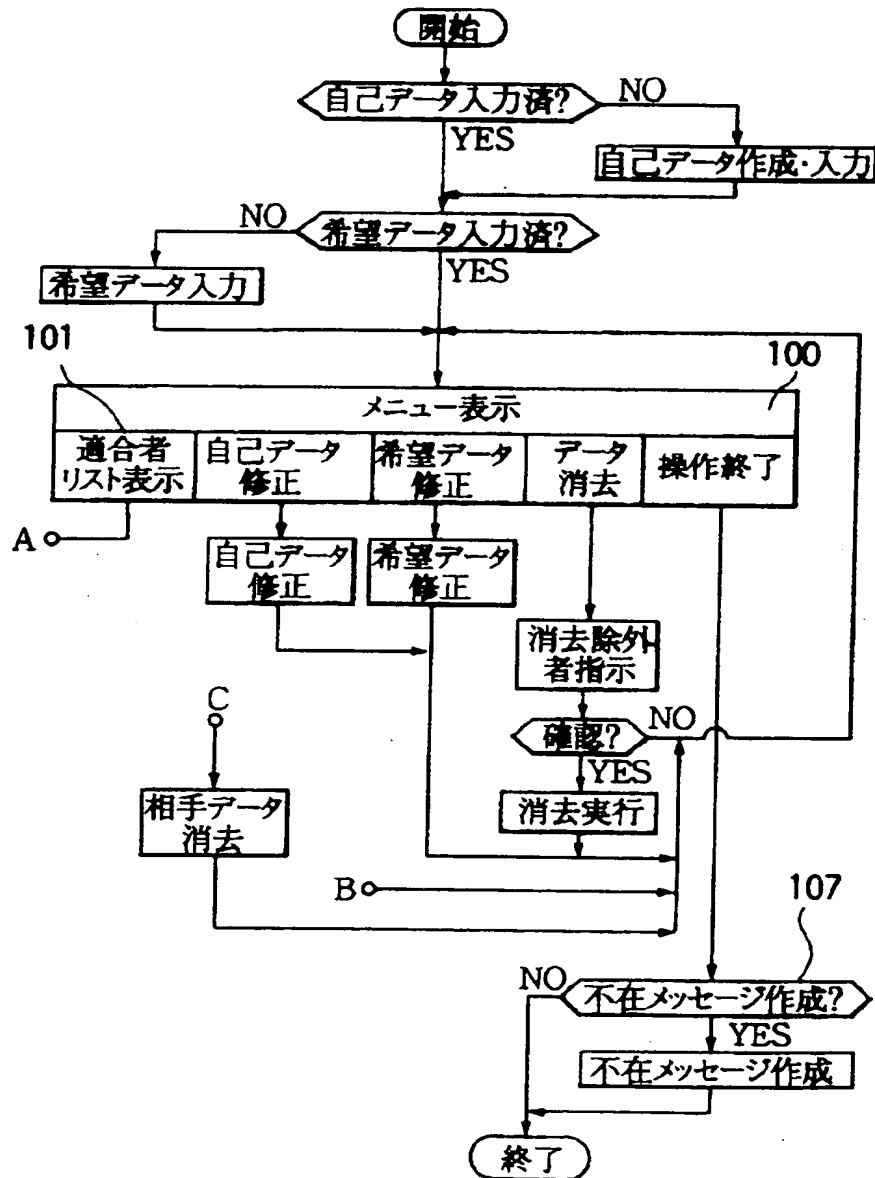 開始
自己データ入力済?
NO
YES
自己データ作成・入力
NO
希望データ入力済?
YES
希望データ入力
101
100
メニュー表示
適合者
リスト表示
自己データ
修正
希望データ
修正
データ
消去
操作終了
A
自己データ
修正
希望データ
修正
消去除外
者指示
C
確認?
NO
YES
相手データ
消去
消去実行
B
107
NO
不在メッセージ作成?
YES
不在メッセージ作成
終了